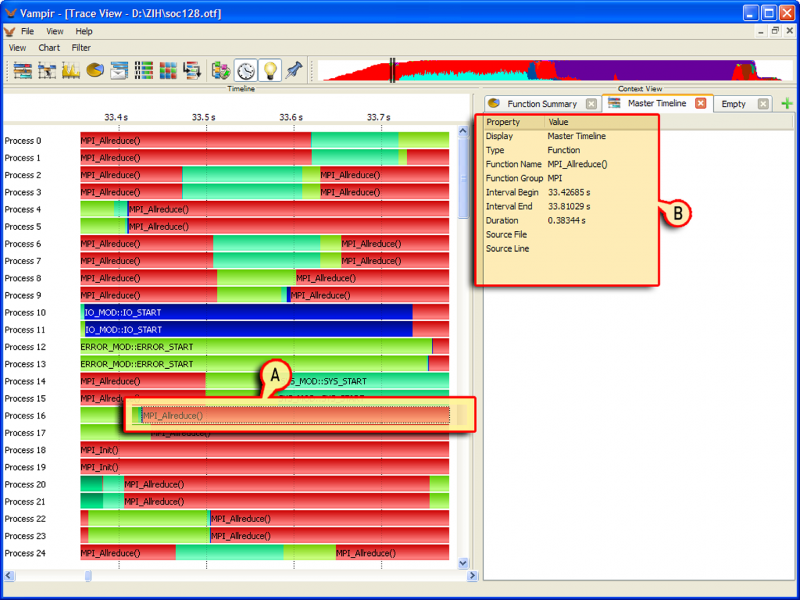 Vampir - [Trace View - D:\ZIH\soc128.otf]
File View Help
View Chart Filter
Timeline
Context View
33.4 s 33.5 s 33.6 s 33.7 s
Function Summary Master Timeline Empty
Property Value
Display Master Timeline
Type Function
Function Name MPI_Allreduce()
Function Group MPI
Interval Begin 33.42685 s
Interval End 33.81029 s
Duration 0.38344 s
Source File
Source Line
B
Process 0 MPI_Allreduce()
Process 1 MPI_Allreduce()
Process 2 MPI_Allreduce() MPI_Allreduce()
Process 3 MPI_Allreduce() MPI_Allreduce()
Process 4 MPI_Allreduce()
Process 5 MPI_Allreduce()
Process 6 MPI_Allreduce() MPI_Allreduce()
Process 7 MPI_Allreduce() MPI_Allreduce()
Process 8 MPI_Allreduce() MPI_Allreduce()
Process 9 MPI_Allreduce() MPI_Allreduce()
Process 10 IO_MOD::IO_START
Process 11 IO_MOD::IO_START
Process 12 ERROR_MOD::ERROR_START
Process 13 ERROR_MOD::ERROR_START
A
Process 14 MPI_Allreduce() S_MOD::SYS_START
Process 15 MPI_Allreduce()
Process 16 MPI_Allreduce()
Process 17 MPI_Allreduce()
Process 18 MPI_Init()
Process 19 MPI_Init()
Process 20 MPI_Allreduce()
Process 21 MPI_Allreduce()
Process 22 MPI_Allreduce()
Process 23 MPI_Allreduce()
Process 24 MPI_Allreduce() MPI_Allreduce()